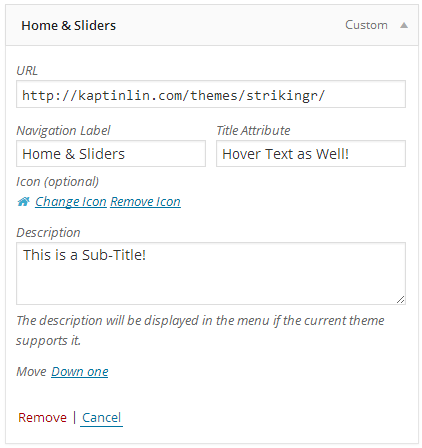 Home & Sliders Custom
URL
http://kaptinlin.com/themes/strikingr/
Navigation Label Title Attribute
Home & Sliders Hover Text as Well!
Icon (optional)
Change Icon Remove Icon
Description
This is a Sub-Title!
The description will be displayed in the menu if the current theme
supports it.
Move Down one
Remove | Cancel